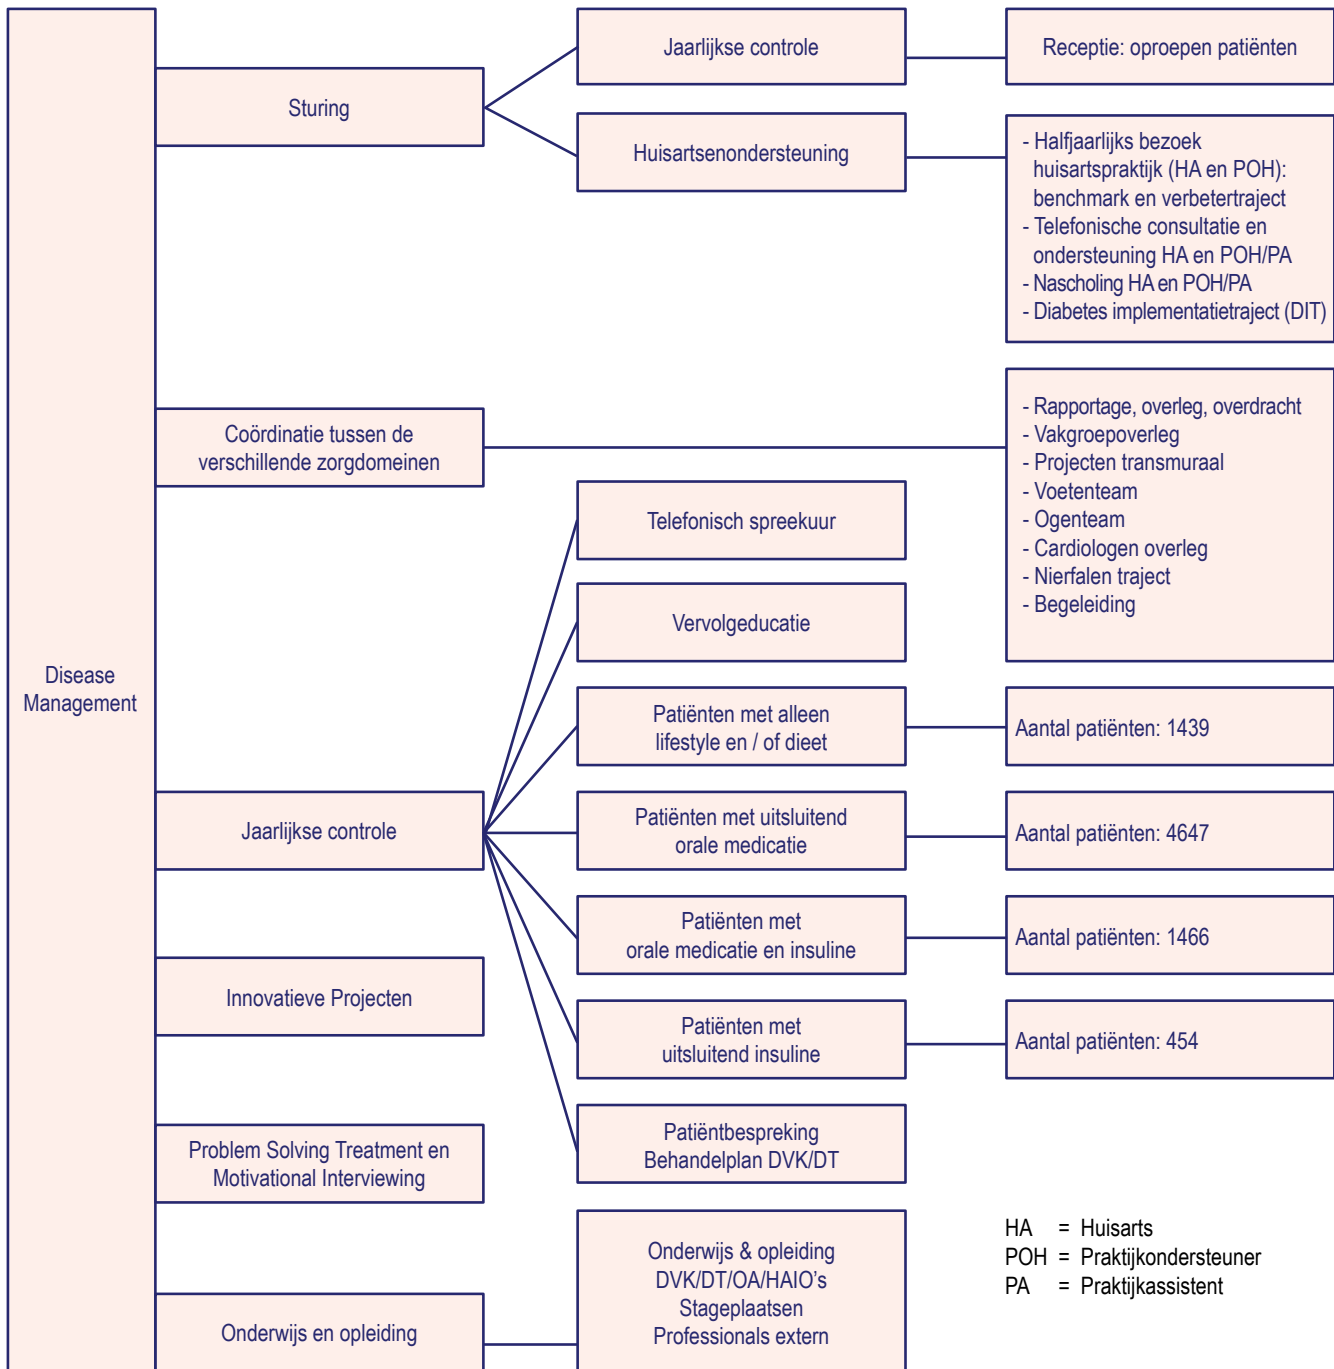 Disease
Management
Sturing
Jaarlijkse controle
Receptie: oproepen patiënten
Huisartsenondersteuning
- Halfjaarlijks bezoek
huisartspraktijk (HA en POH):
benchmark en verbetertraject
- Telefonische consultatie en
ondersteuning HA en POH/PA
- Nascholing HA en POH/PA
- Diabetes implementatietraject (DIT)
Coördinatie tussen de
verschillende zorgdomeinen
- Rapportage, overleg, overdracht
- Vakgroepoverleg
- Projecten transmuraal
- Voetenteam
- Ogenteam
- Cardiologen overleg
- Nierfalen traject
- Begeleiding
Jaarlijkse controle
Telefonisch spreekuur
Vervolgeducatie
Patiënten met alleen
lifestyle en / of dieet
Aantal patiënten: 1439
Patiënten met uitsluitend
orale medicatie
Aantal patiënten: 4647
Patiënten met
orale medicatie en insuline
Aantal patiënten: 1466
Patiënten met
uitsluitend insuline
Aantal patiënten: 454
Patiëntbespreking
Behandelplan DVK/DT
Innovatieve Projecten
Problem Solving Treatment en
Motivational Interviewing
Onderwijs en opleiding
Onderwijs & opleiding
DVK/DT/OA/HAIO's
Stageplaatsen
Professionals extern
HA = Huisarts
POH = Praktijkondersteuner
PA = Praktijkassistent